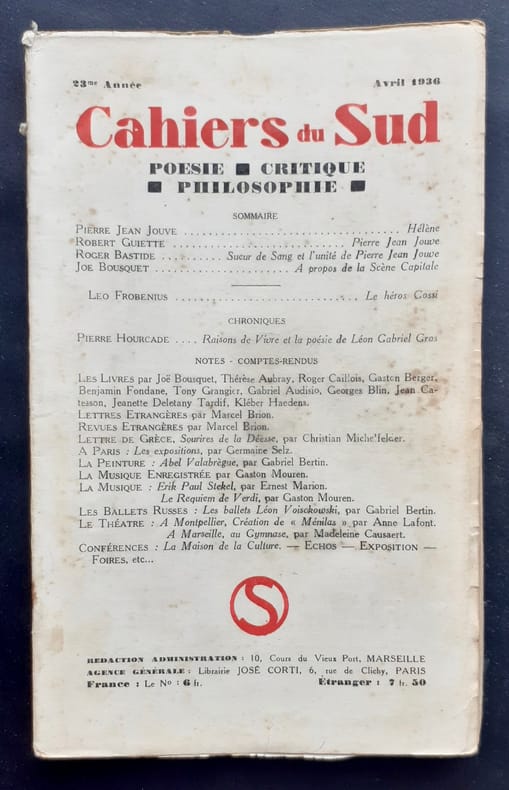 23me Année Avril 1936
Cahiers du Sud
POESIE ■ CRITIQUE
■ PHILOSOPHIE ■
SOMMAIRE
PIERRE JEAN JOUVE .................................. Hélène
ROBERT GUIETTE .......................... Pierre Jean Jouve
ROGER BASTIDE .......... Sueur de Sang et l'unité de Pierre Jean Jouve
JOE BOUSQUET ...................... A propos de la Scène Capitale
LEO FROBENIUS ............................. Le héros Gossi
CHRONIQUES
PIERRE HOURCADE .... Raisons de Vivre et la poésie de Léon Gabriel Gros
NOTES - COMPTES-RENDUS
LES LIVRES par Joë Bousquet, Thérèse Aubray, Roger Caillois, Gaston Berger,
Benjamin Fondane, Tony Grangier, Gabriel Audisio, Georges Blin, Jean Ca-
tesson, Jeannette Deletany Tardif, Kléber Haedens.
LETTRES ETRANGÈRES par Marcel Brion.
REVUES ETRANGÈRES par Marcel Brion.
LETTRE DE GRÈCE, Sourires de la Déesse, par Christian Michelfelder.
A PARIS : Les expositions, par Germaine Selz.
LA PEINTURE : Abel Valabrègue, par Gabriel Bertin.
LA MUSIQUE ENREGISTRÉE par Gaston Mouren.
LA MUSIQUE : Erik Paul Stekel, par Ernest Marion.
Le Requiem de Verdi, par Gaston Mouren.
LES BALLETS RUSSES : Les ballets Léon Voisckowski, par Gabriel Bertin.
LE THÉATRE : A Montpellier, Création de « Ménilas » par Anne Lafont.
A Marseille, au Gymnase, par Madeleine Causaert.
CONFÉRENCES : La Maison de la Culture. — ECHOS — EXPOSITION —
FOIRES, etc...
S
REDACTION ADMINISTRATION : 10, Cours du Vieux Port, MARSEILLE
AGENCE GÉNÉRALE : Librairie JOSÉ CORTI, 6, rue de Clichy, PARIS
France : Le No : 6 fr. Étranger : 7 fr. 50